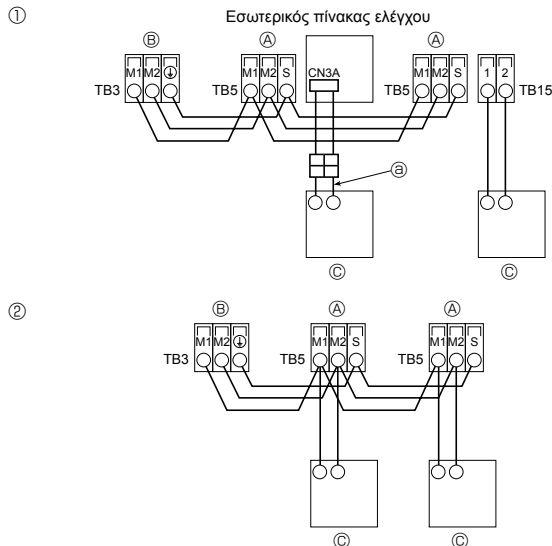 ① Εσωτερικός πίνακας ελέγχου
Ⓑ Ⓐ Ⓐ
M1 M2 ⏚ M1 M2 S CN3A M1 M2 S 1 2
TB3 TB5 TB5 TB15
ⓐ
Ⓒ Ⓒ
② Ⓑ Ⓐ Ⓐ
M1 M2 ⏚ M1 M2 S M1 M2 S
TB3 TB5 TB5
Ⓒ Ⓒ